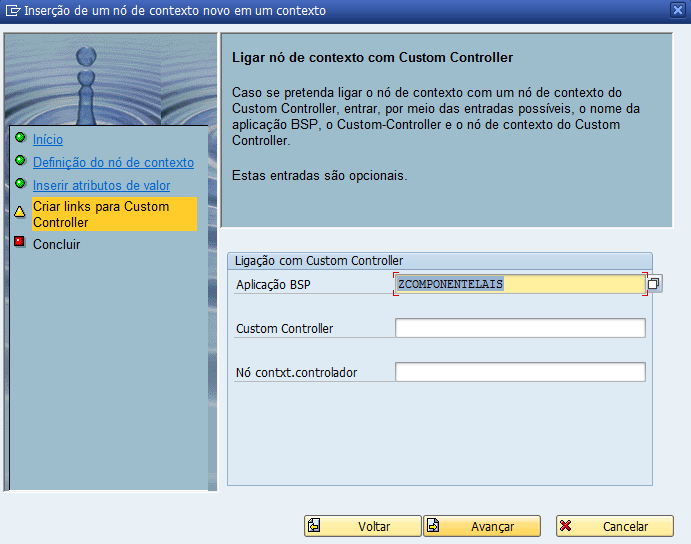 Inserção de um nó de contexto novo em um contexto
Início
Definição do nó de contexto
Inserir atributos de valor
Criar links para Custom
Controller
Concluir
Ligar nó de contexto com Custom Controller
Caso se pretenda ligar o nó de contexto com um nó de contexto do
Custom Controller, entrar, por meio das entradas possíveis, o nome da
aplicação BSP, o Custom-Controller e o nó de contexto do Custom
Controller.
Estas entradas são opcionais.
Ligação com Custom Controller
Aplicação BSP ZCOMPONENTELAIS
Custom Controller
Nó contxt.controlador
Voltar Avançar Cancelar